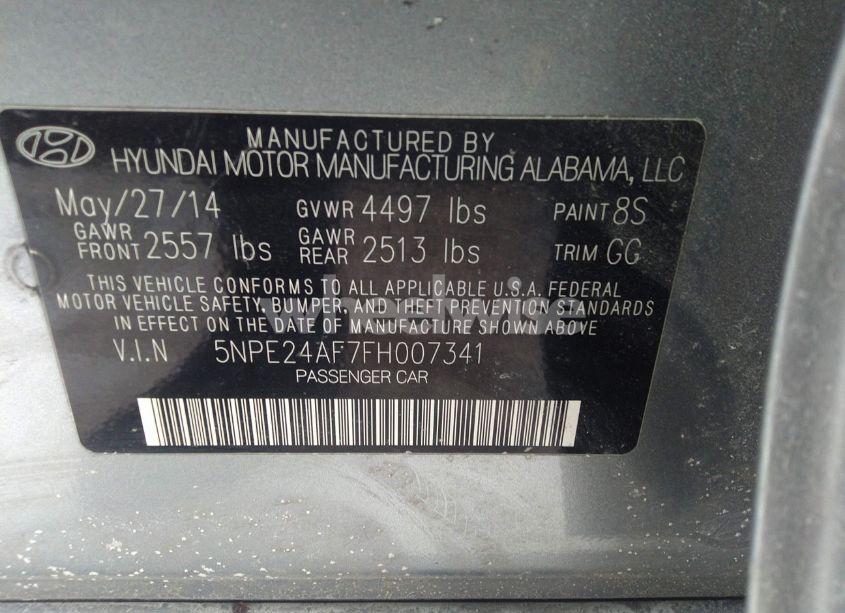 MANUFACTURED BY
HYUNDAI MOTOR MANUFACTURING ALABAMA, LLC
May/27/14 GVWR 4497 lbs PAINT 8S
GAWR FRONT 2557 lbs GAWR REAR 2513 lbs TRIM GG
THIS VEHICLE CONFORMS TO ALL APPLICABLE U.S.A. FEDERAL
MOTOR VEHICLE SAFETY, BUMPER, AND THEFT PREVENTION STANDARDS
IN EFFECT ON THE DATE OF MANUFACTURE SHOWN ABOVE
V.I.N 5NPE24AF7FH007341
PASSENGER CAR